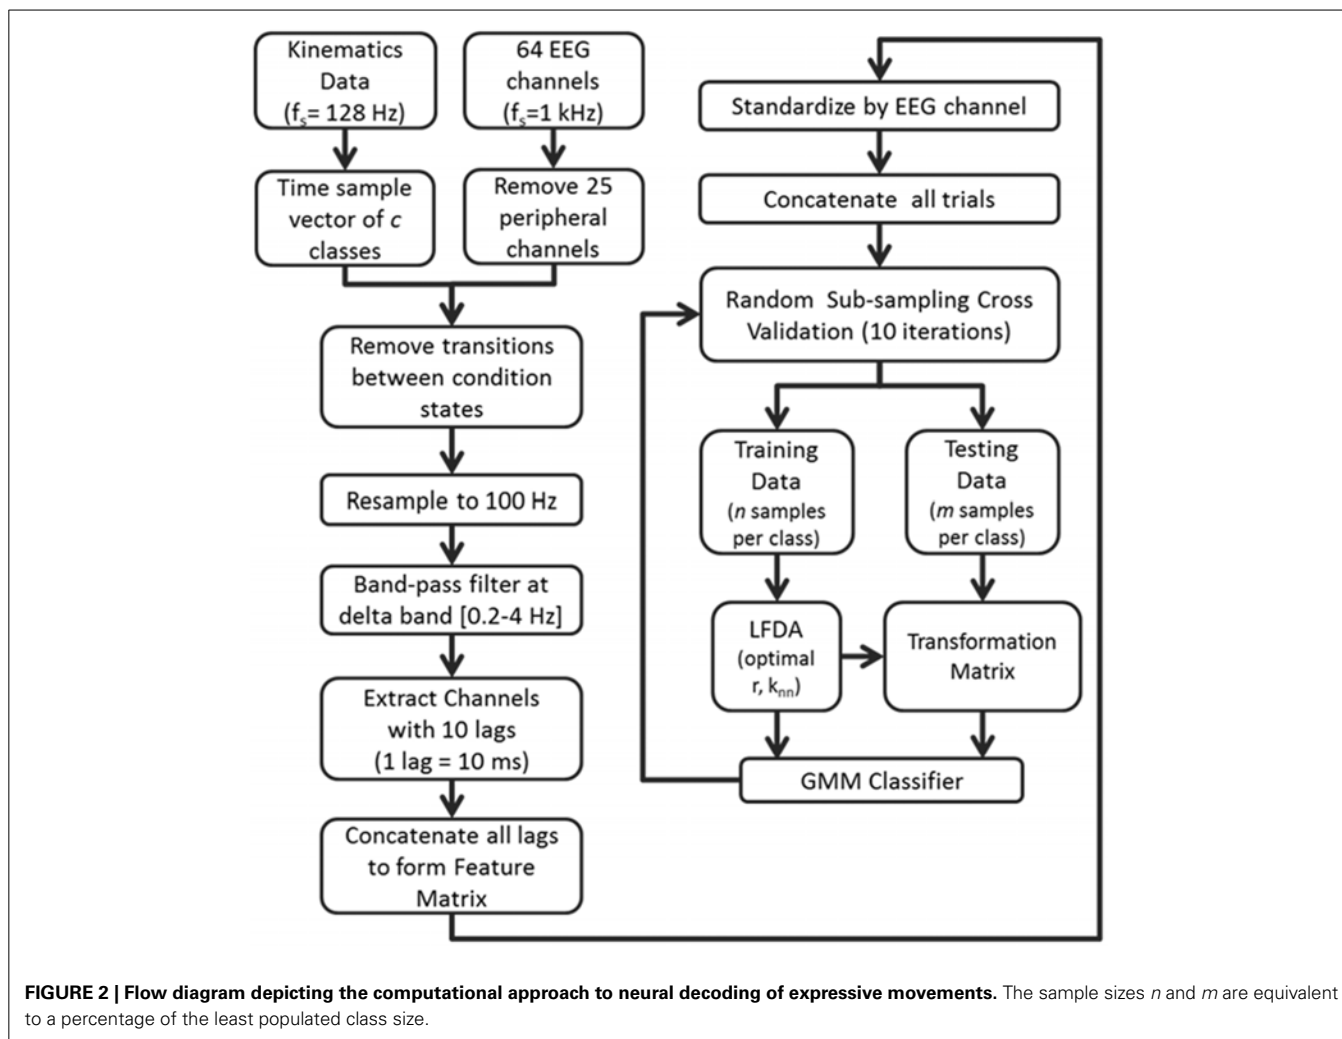 Kinematics
Data
(fs= 128 Hz)
64 EEG
channels
(fs=1 kHz)
Time sample
vector of c
classes
Remove 25
peripheral
channels
Remove transitions
between condition
states
Resample to 100 Hz
Band-pass filter at
delta band [0.2-4 Hz]
Extract Channels
with 10 lags
(1 lag = 10 ms)
Concatenate all lags
to form Feature
Matrix
Standardize by EEG channel
Concatenate all trials
Random Sub-sampling Cross
Validation (10 iterations)
Training
Data
(n samples
per class)
Testing
Data
(m samples
per class)
LFDA
(optimal
r, knn)
Transformation
Matrix
GMM Classifier
FIGURE 2 | Flow diagram depicting the computational approach to neural decoding of expressive movements. The sample sizes n and m are equivalent
to a percentage of the least populated class size.